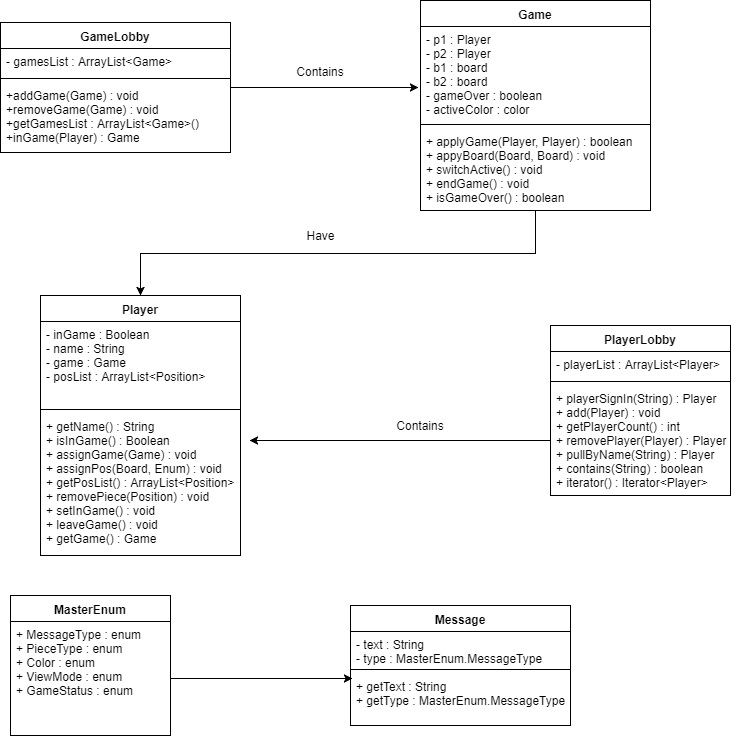 GameLobby
- gamesList : ArrayList<Game>
+addGame(Game) : void
+removeGame(Game) : void
+getGamesList : ArrayList<Game>()
+inGame(Player) : Game
Contains
Game
- p1 : Player
- p2 : Player
- b1 : board
- b2 : board
- gameOver : boolean
- activeColor : color
+ applyGame(Player, Player) : boolean
+ appyBoard(Board, Board) : void
+ switchActive() : void
+ endGame() : void
+ isGameOver() : boolean
Have
Player
- inGame : Boolean
- name : String
- game : Game
- posList : ArrayList<Position>
+ getName() : String
+ isInGame() : Boolean
+ assignGame(Game) : void
+ assignPos(Board, Enum) : void
+ getPosList() : ArrayList<Position>
+ removePiece(Position) : void
+ setInGame() : void
+ leaveGame() : void
+ getGame() : Game
Contains
PlayerLobby
- playerList : ArrayList<Player>
+ playerSignIn(String) : Player
+ add(Player) : void
+ getPlayerCount() : int
+ removePlayer(Player) : Player
+ pullByName(String) : Player
+ contains(String) : boolean
+ iterator() : Iterator<Player>
MasterEnum
+ MessageType : enum
+ PieceType : enum
+ Color : enum
+ ViewMode : enum
+ GameStatus : enum
Message
- text : String
- type : MasterEnum.MessageType
+ getText : String
+ getType : MasterEnum.MessageType